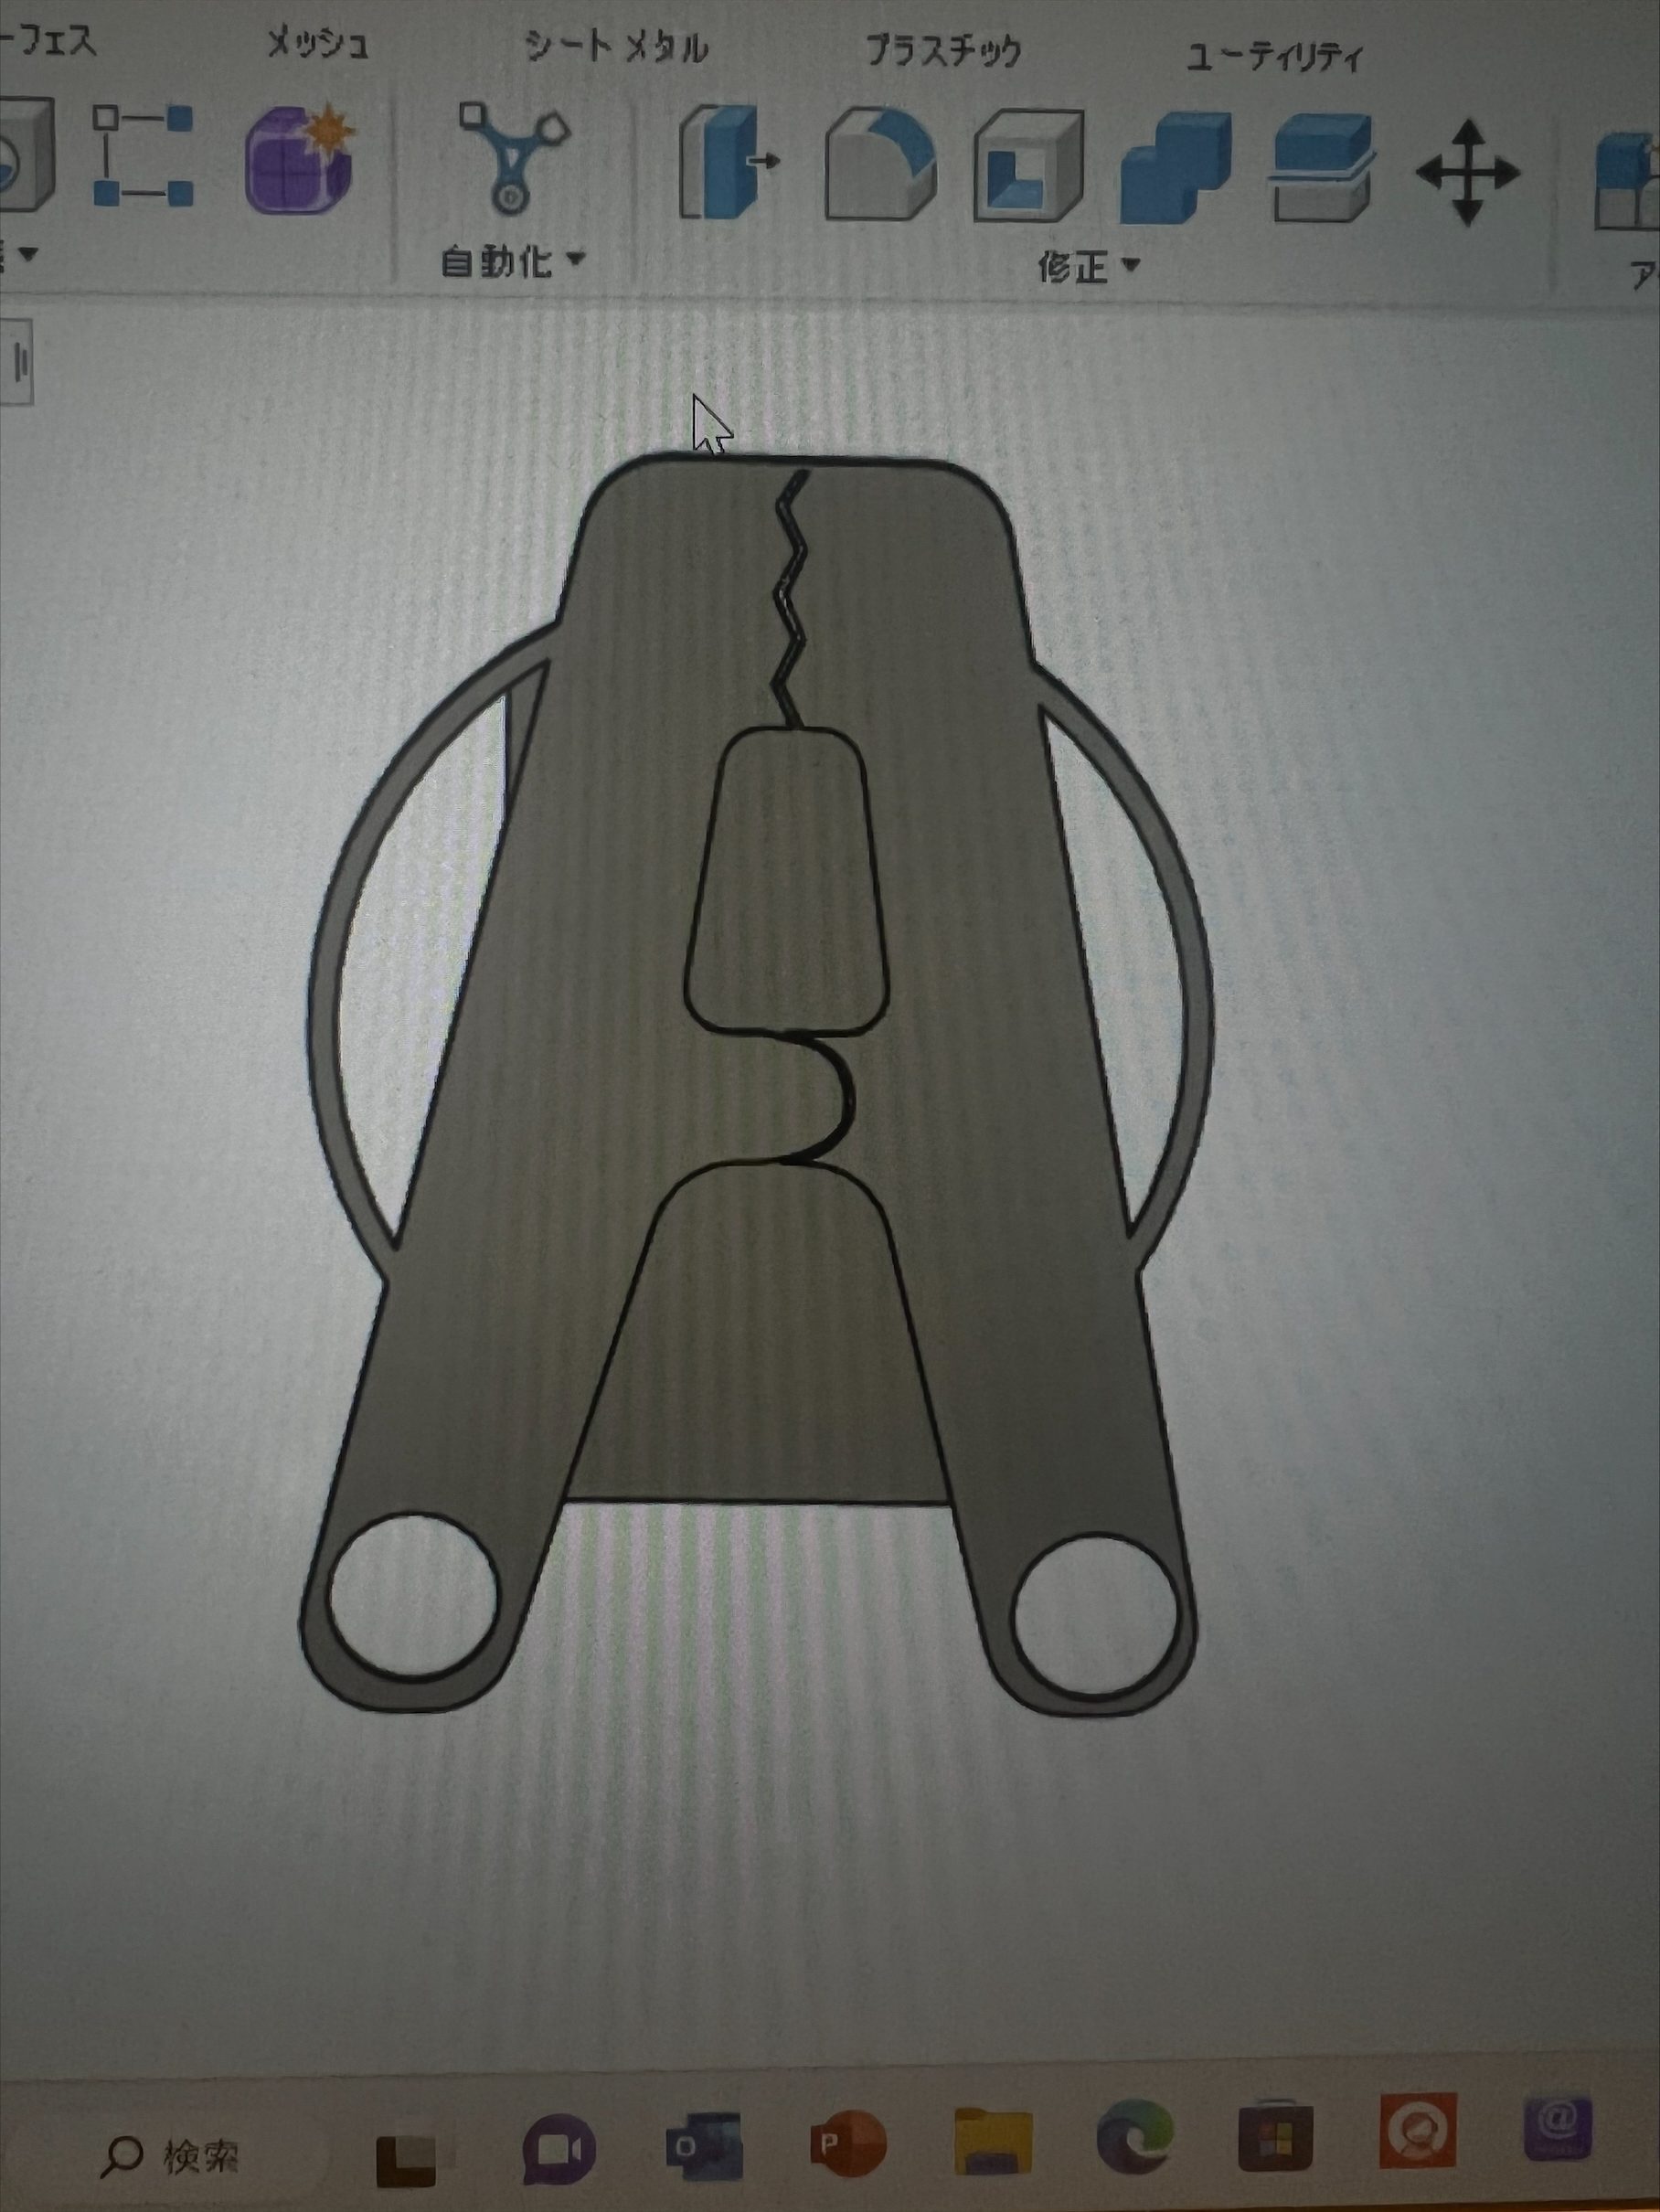 ーフェス メッシュ シート メタル プラスチック ユーティリティ
自動化 修正 ア
検索